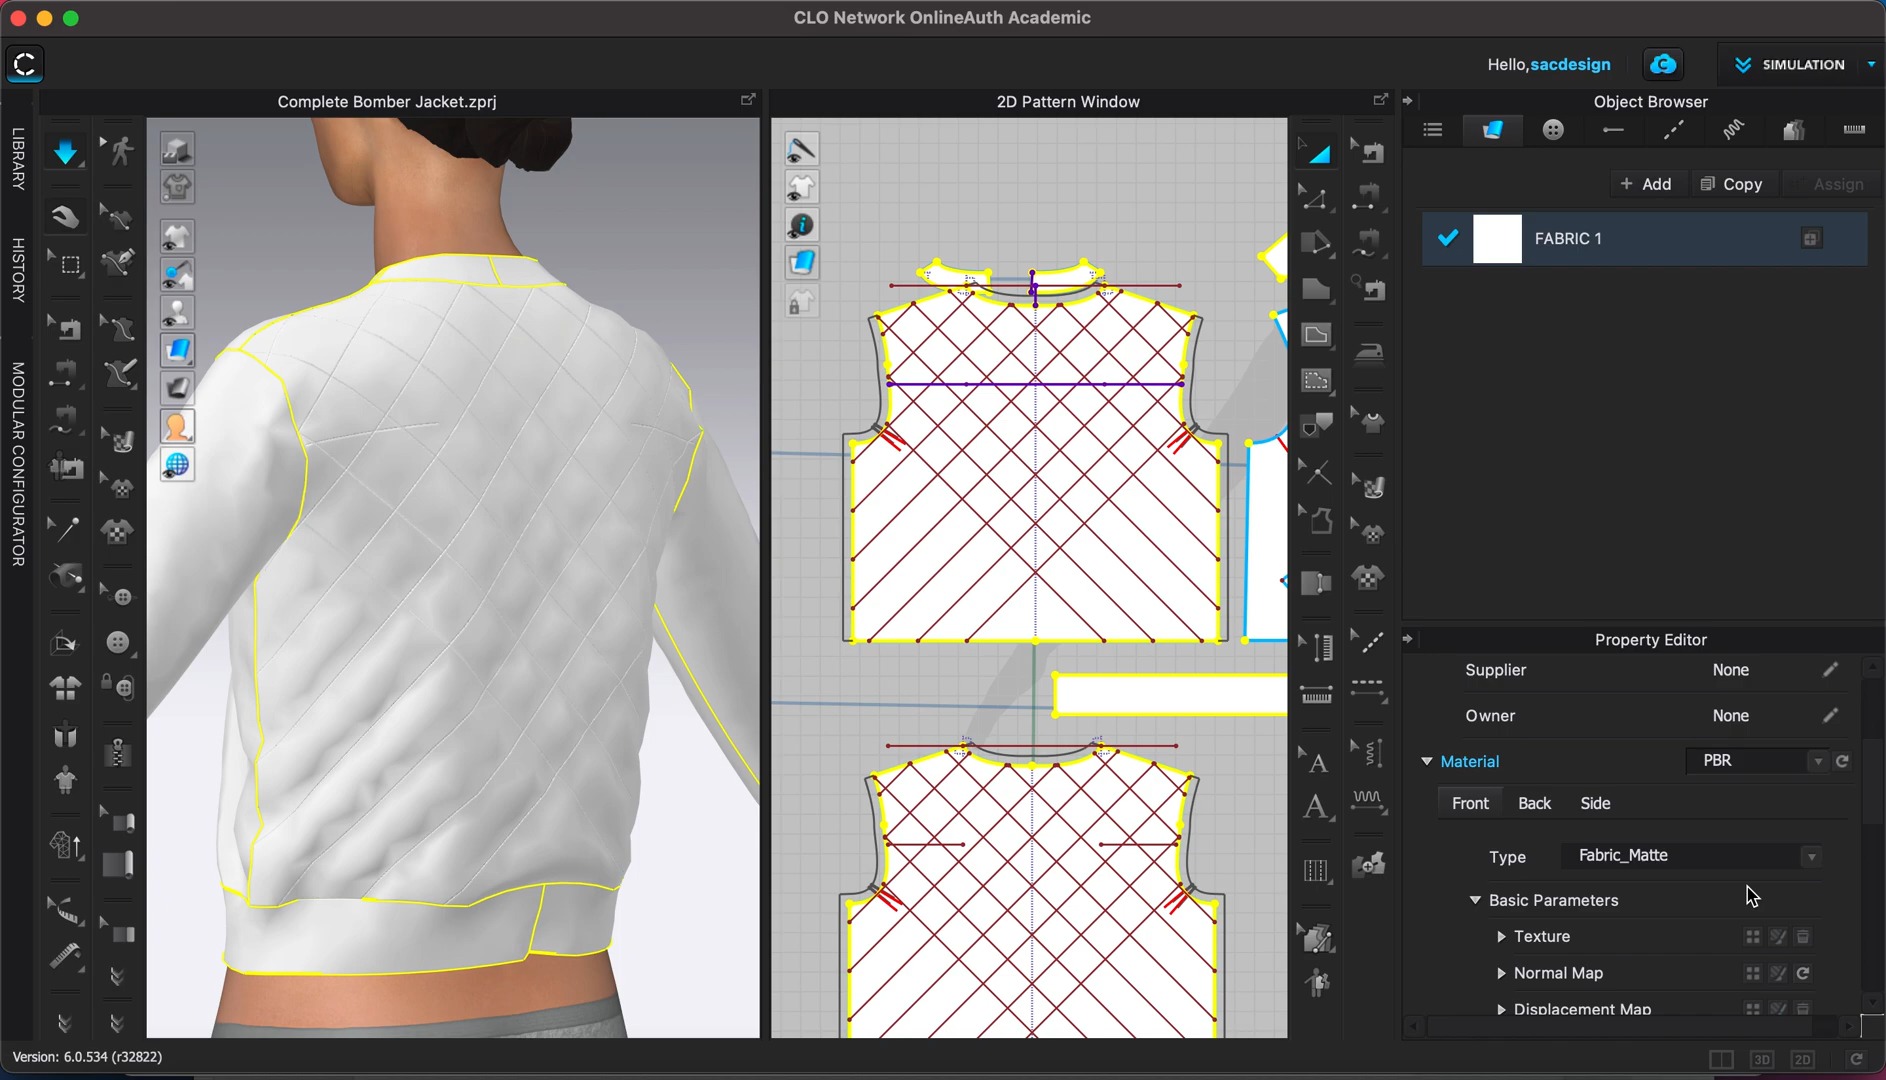 CLO Network OnlineAuth Academic
Hello,sacdesign
SIMULATION
Complete Bomber Jacket.zprj
2D Pattern Window
Object Browser
LIBRARY
HISTORY
MODULAR CONFIGURATOR
+ Add
Copy
Assign
FABRIC 1
Property Editor
Supplier
None
Owner
None
Material
PBR
Front
Back
Side
Type
Fabric_Matte
Basic Parameters
Texture
Normal Map
Displacement Map
Version: 6.0.534 (r32822)
3D
2D